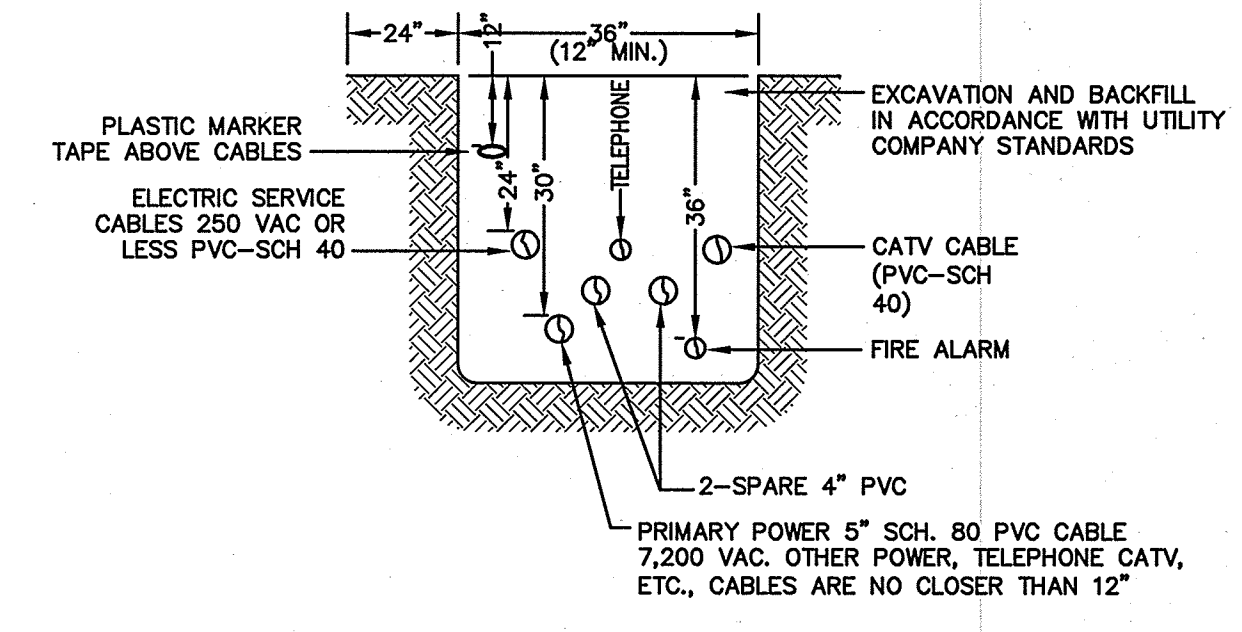 24"
12"
36"
(12" MIN.)
PLASTIC MARKER
TAPE ABOVE CABLES
ELECTRIC SERVICE
CABLES 250 VAC OR
LESS PVC-SCH 40
24"
30"
TELEPHONE
36"
EXCAVATION AND BACKFILL
IN ACCORDANCE WITH UTILITY
COMPANY STANDARDS
CATV CABLE
(PVC-SCH
40)
FIRE ALARM
2-SPARE 4" PVC
PRIMARY POWER 5" SCH. 80 PVC CABLE
7,200 VAC. OTHER POWER, TELEPHONE CATV,
ETC., CABLES ARE NO CLOSER THAN 12"